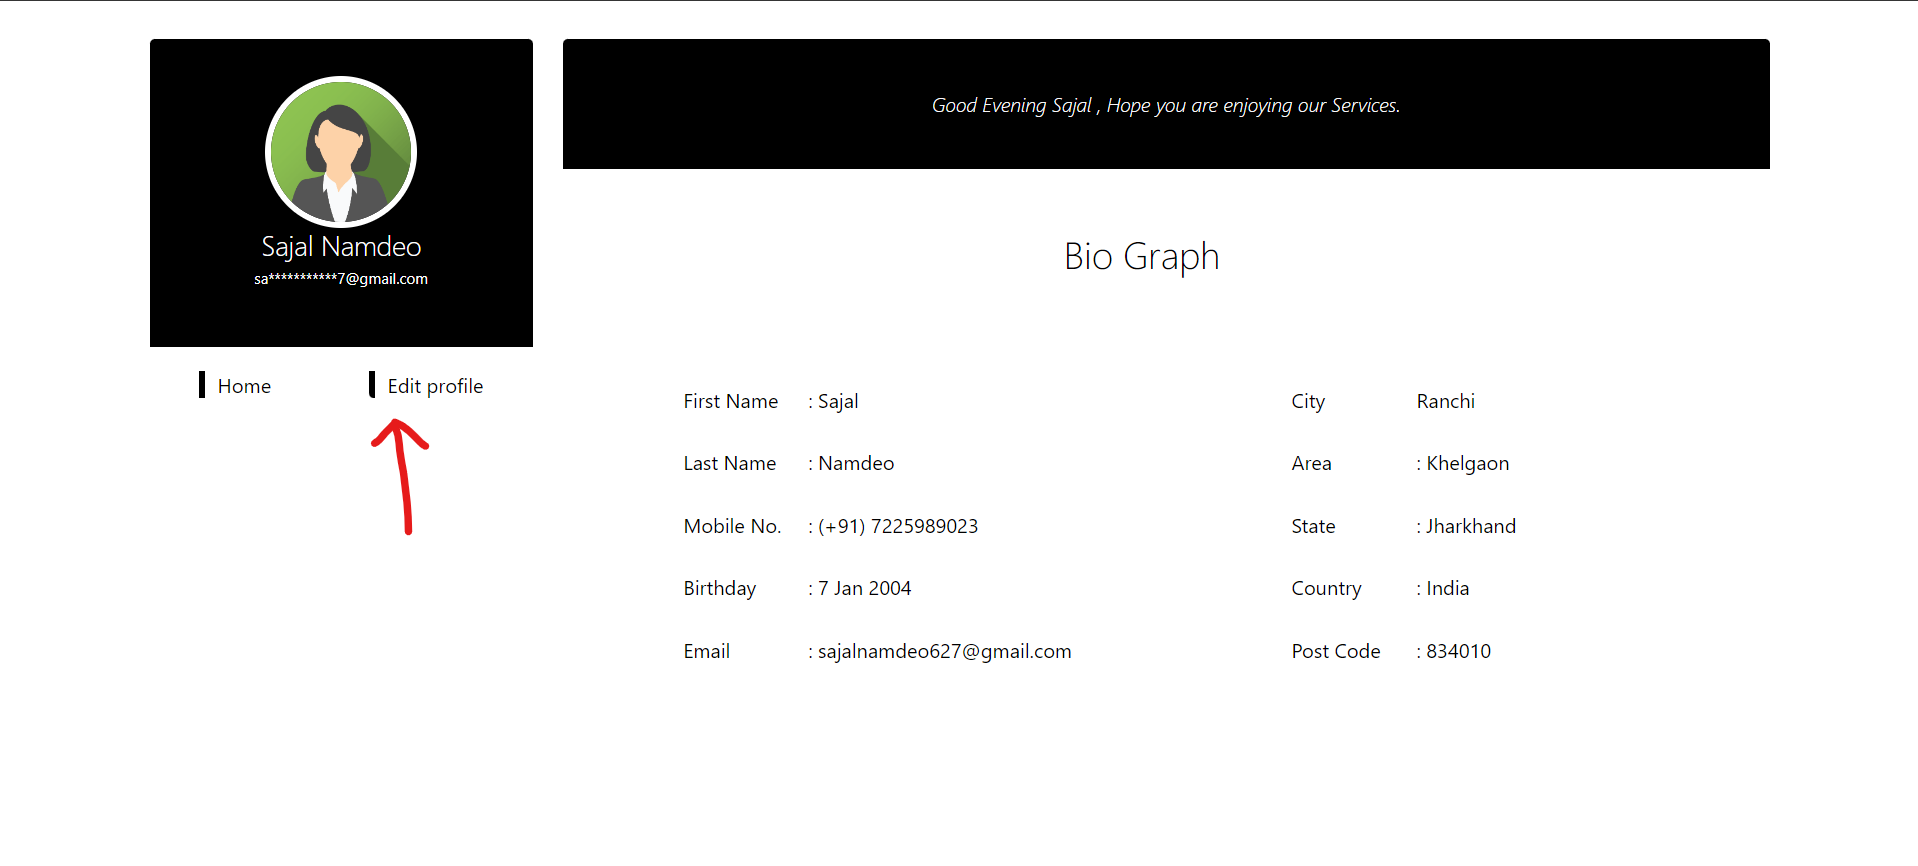 Good Evening Sajal , Hope you are enjoying our Services.
Sajal Namdeo
sa***********7@gmail.com
Home
Edit profile
Bio Graph
First Name : Sajal
Last Name : Namdeo
Mobile No. : (+91) 7225989023
Birthday : 7 Jan 2004
Email : sajalnamdeo627@gmail.com
City Ranchi
Area : Khelgaon
State : Jharkhand
Country : India
Post Code : 834010